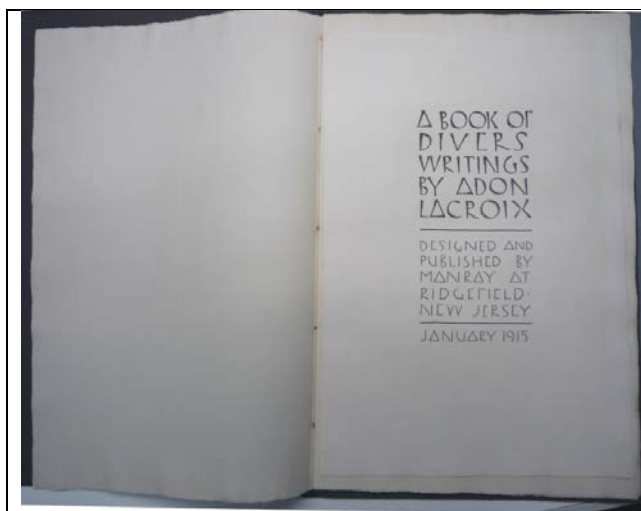 A BOOK OF
DIVERS
WRITINGS
BY ADON
LACROIX
DESIGNED AND
PUBLISHED BY
MANRAY AT
RIDGEFIELD·
NEW JERSEY
JANUARY 1915